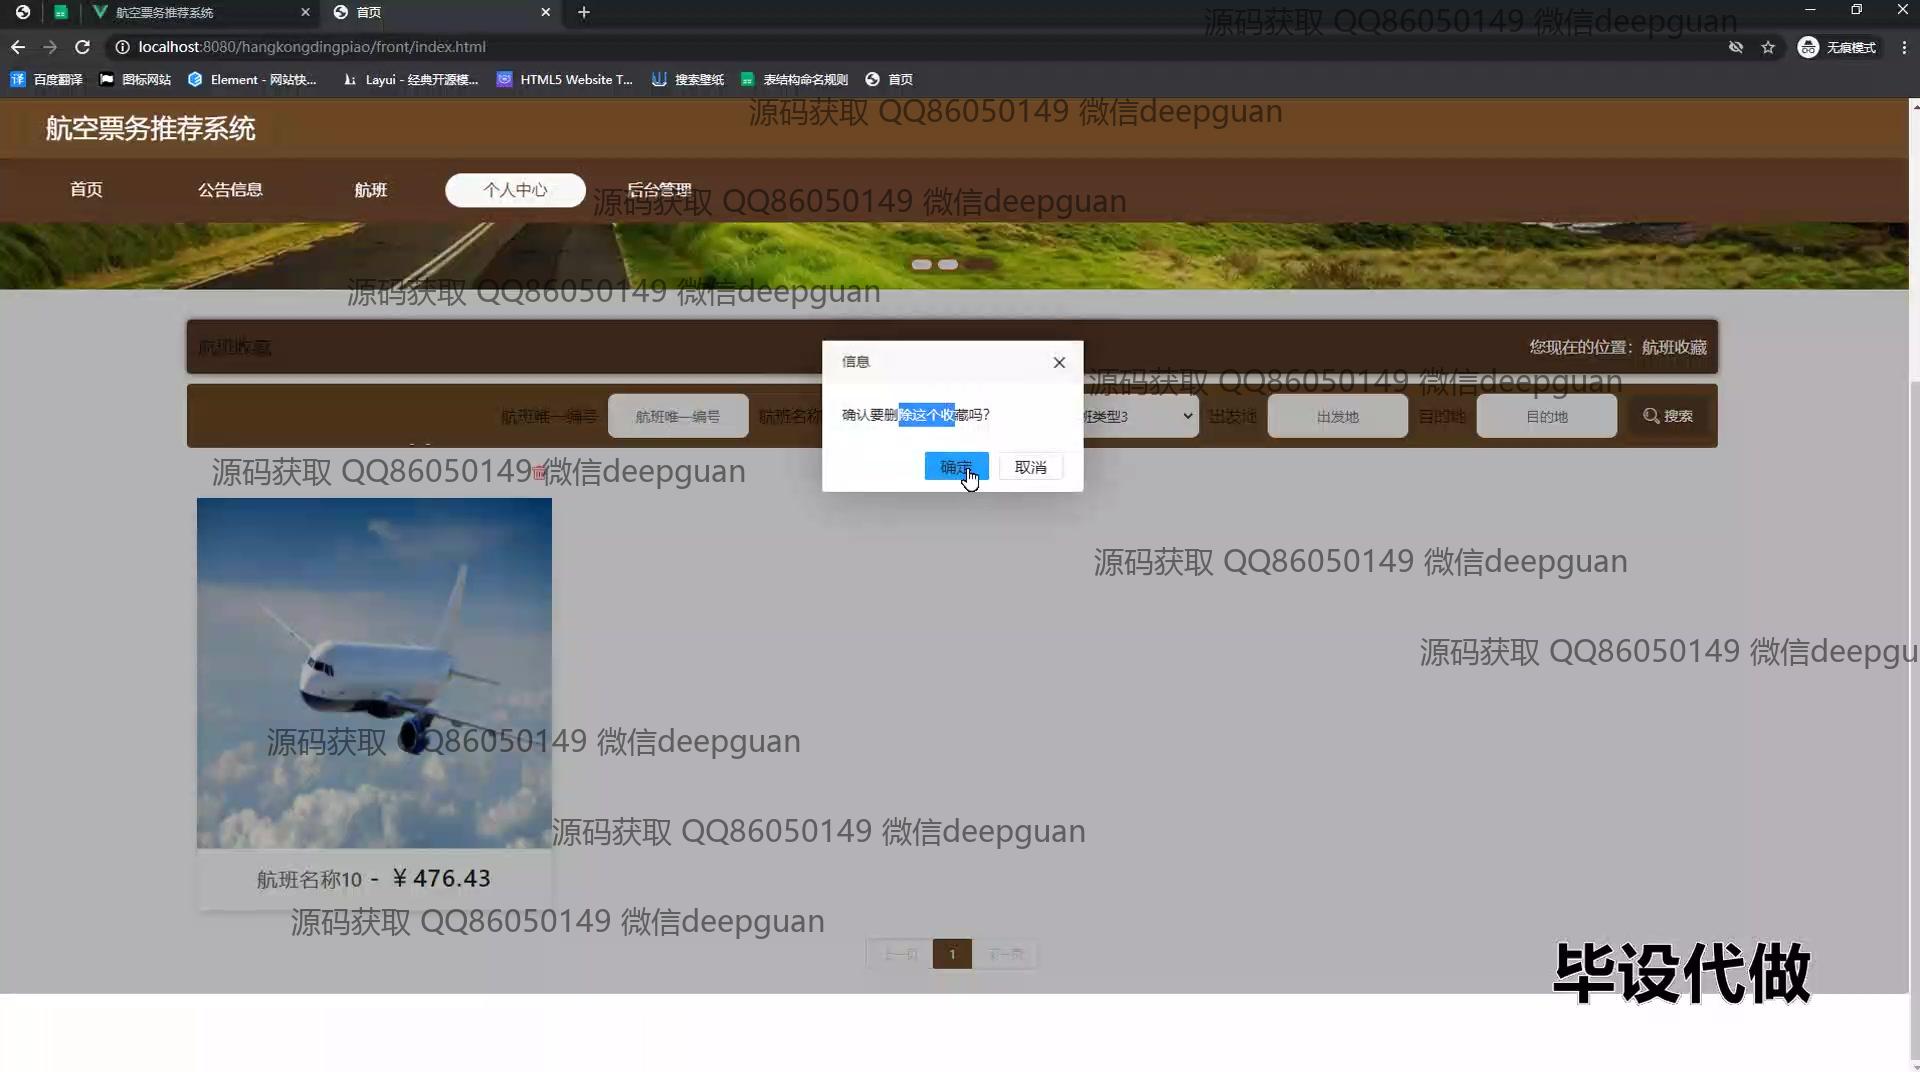 航空票务推荐系统
首页
localhost:8080/hangkongdingpiao/front/index.html
无痕模式
百度翻译
图标网站
Element - 网站快...
Layui - 经典开源模...
HTML5 Website T...
搜索壁纸
表结构命名规则
首页
源码获取 QQ86050149 微信deepguan
源码获取 QQ86050149 微信deepguan
航空票务推荐系统
首页
公告信息
航班
个人中心
后台管理
源码获取 QQ86050149 微信deepguan
源码获取 QQ86050149 微信deepguan
航班收藏
您现在的位置：航班收藏
信息
确认要删除这个收藏吗？
确定
取消
源码获取 QQ86050149 微信deepguan
航班唯一编号
航班唯一编号
航班名称
班类型3
出发地
出发地
目的地
目的地
搜索
源码获取 QQ86050149 微信deepguan
源码获取 QQ86050149 微信deepguan
源码获取 QQ86050149 微信deepgu
源码获取 QQ86050149 微信deepguan
源码获取 QQ86050149 微信deepguan
航班名称10 - ￥476.43
源码获取 QQ86050149 微信deepguan
上一页
1
下一页
毕设代做